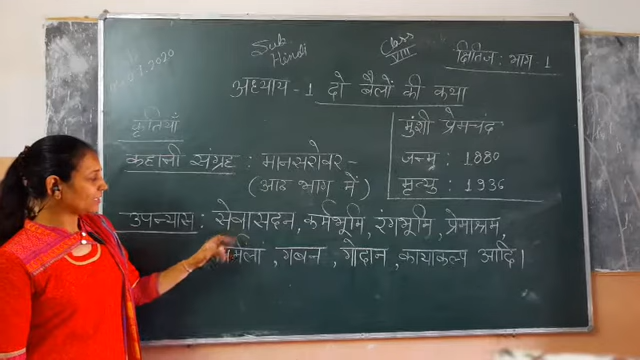 Sub
Hindi
Class
VIII
क्षितिज : भाग - 1
अध्याय - 1 दो बैलों की कथा
कृतियाँ
कहानी संग्रह : मानसरोवर -
(आठ भाग में)
मुंशी प्रेमचंद
जन्म : 1880
मृत्यु : 1936
उपन्यास : सेवासदन, कर्मभूमि, रंगभूमि, प्रेमाश्रम,
गबन, गोदान, कायाकल्प आदि।